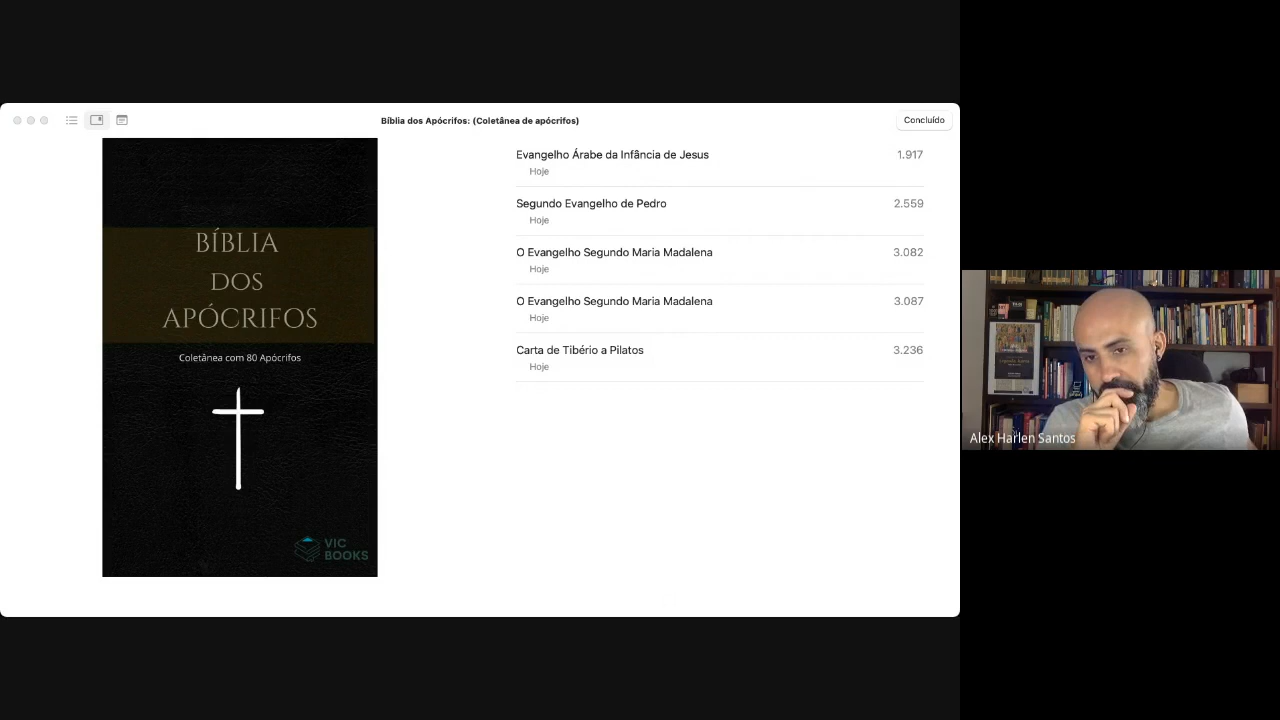 Bíblia dos Apócrifos: (Coletânea de apócrifos)
Concluído
BÍBLIA
DOS
APÓCRIFOS
Coletânea com 80 Apócrifos
VIC
BOOKS
Evangelho Árabe da Infância de Jesus 1.917
Hoje
Segundo Evangelho de Pedro 2.559
Hoje
O Evangelho Segundo Maria Madalena 3.082
Hoje
O Evangelho Segundo Maria Madalena 3.087
Hoje
Carta de Tibério a Pilatos 3.236
Hoje
Alex Harlen Santos